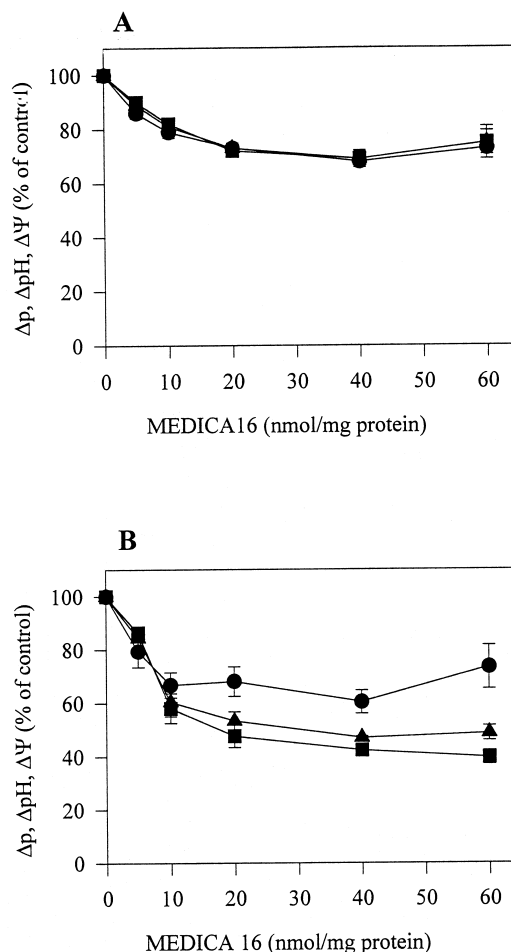 A
Δp, ΔpH, ΔΨ (% of control)
100
80
60
40
20
0
0 10 20 30 40 50 60
MEDICA16 (nmol/mg protein)
B
Δp, ΔpH, ΔΨ (% of control)
100
80
60
40
20
0
0 10 20 30 40 50 60
MEDICA 16 (nmol/mg protein)